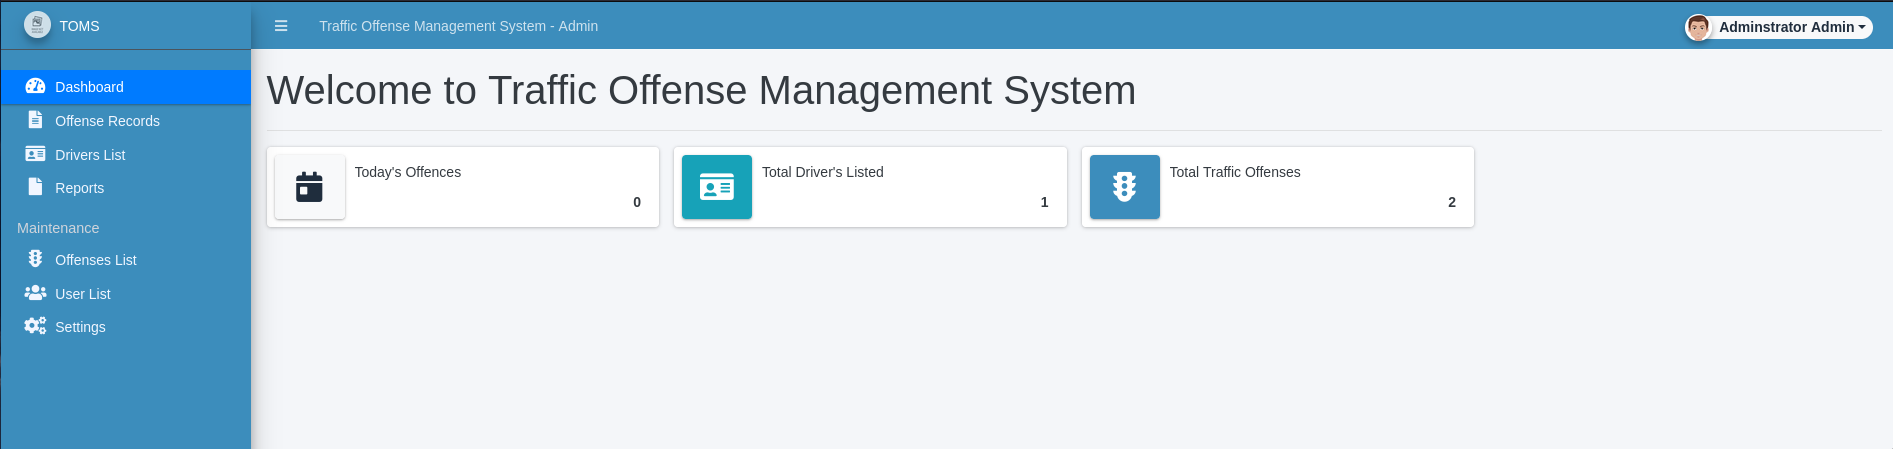 TOMS
Traffic Offense Management System - Admin
Adminstrator Admin
Dashboard
Offense Records
Drivers List
Reports
Maintenance
Offenses List
User List
Settings
Welcome to Traffic Offense Management System
Today's Offences
0
Total Driver's Listed
1
Total Traffic Offenses
2